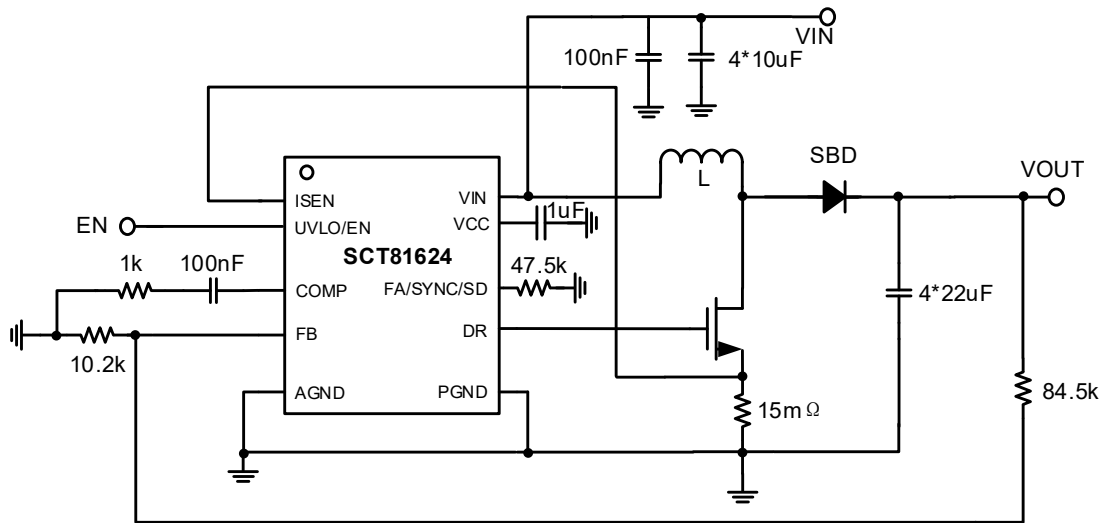 VIN
100nF
4*10uF
SBD
VOUT
L
ISEN
VIN
EN
UVLO/EN
VCC
1uF
SCT81624
1k
100nF
47.5k
COMP
FA/SYNC/SD
4*22uF
FB
DR
10.2k
AGND
PGND
15mΩ
84.5k